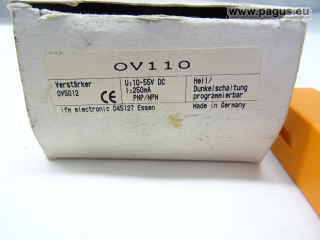 www.pagus.eu
OV110
Verstärker
OV5012
CE
U:10-55V DC
I:250mA
PNP/NPN
Hell/
Dunkelschaltung
programmierbar
ifm electronic D45127 Essen
Made in Germany